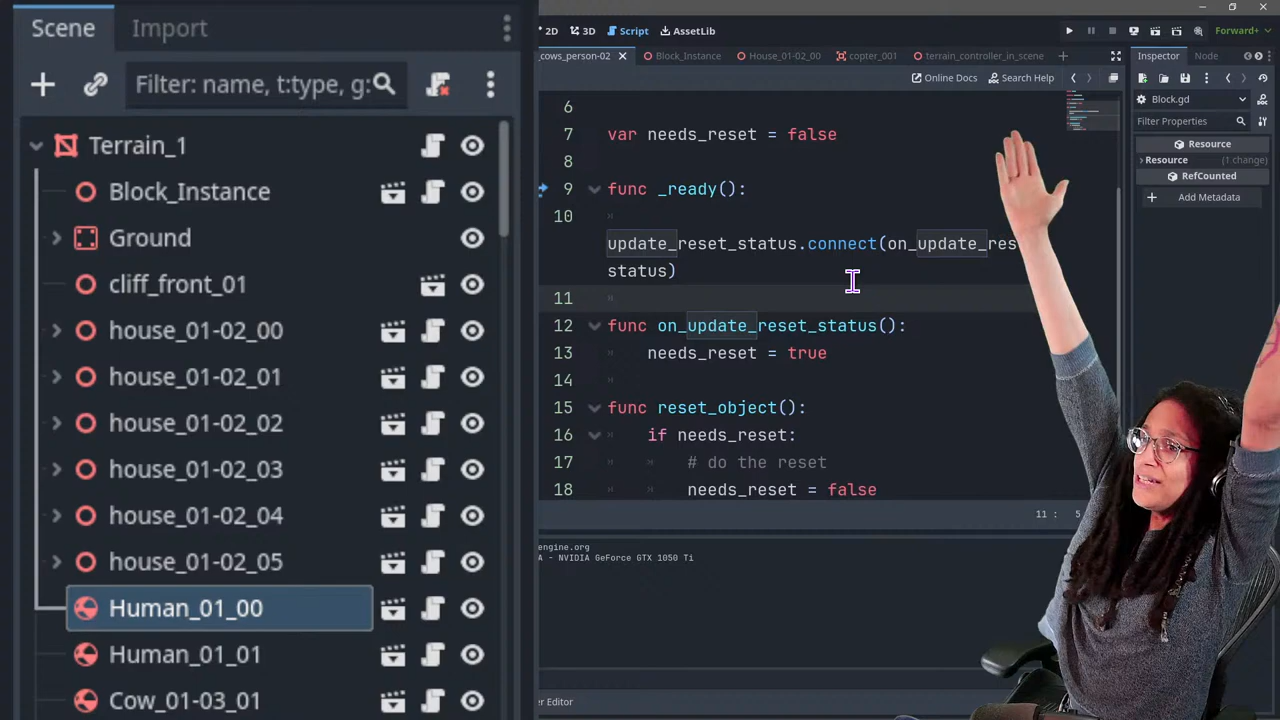 Scene
Import
Filter: name, t:type, g:
Terrain_1
Block_Instance
Ground
cliff_front_01
house_01-02_00
house_01-02_01
house_01-02_02
house_01-02_03
house_01-02_04
house_01-02_05
Human_01_00
Human_01_01
Cow_01-03_01
2D
3D
Script
AssetLib
Forward+
_cows_person-02
Block_Instance
House_01-02_00
copter_001
terrain_controller_in_scene
Online Docs
Search Help
6
7 var needs_reset = false
8
9 func _ready():
10
update_reset_status.connect(on_update_res
status)
11
12 func on_update_reset_status():
13 needs_reset = true
14
15 func reset_object():
16 if needs_reset:
17 # do the reset
18 needs_reset = false
11 : 5
engine.org
A - NVIDIA GeForce GTX 1050 Ti
er Editor
Inspector
Node
Block.gd
Filter Properties
Resource
Resource (1 change)
RefCounted
Add Metadata